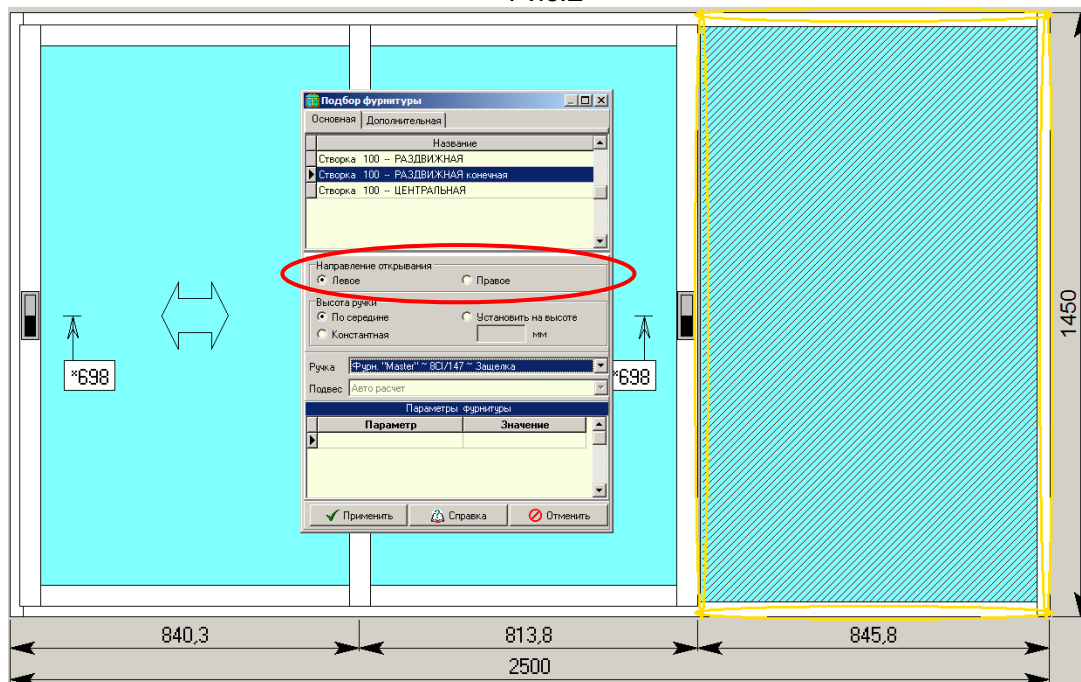 Подбор фурнитуры
Основная Дополнительная
Название
Створка 100 -- РАЗДВИЖНАЯ
Створка 100 -- РАЗДВИЖНАЯ конечная
Створка 100 -- ЦЕНТРАЛЬНАЯ
Направление открывания
Левое Правое
Высота ручки
По середине Установить на высоте
Константная мм
Ручка Фурн. "Master" ~ 8CI/147 ~ Защелка
Подвес Авто расчет
Параметры фурнитуры
Параметр Значение
Применить Справка Отменить
*698
*698
1450
840,3 813,8 845,8
2500